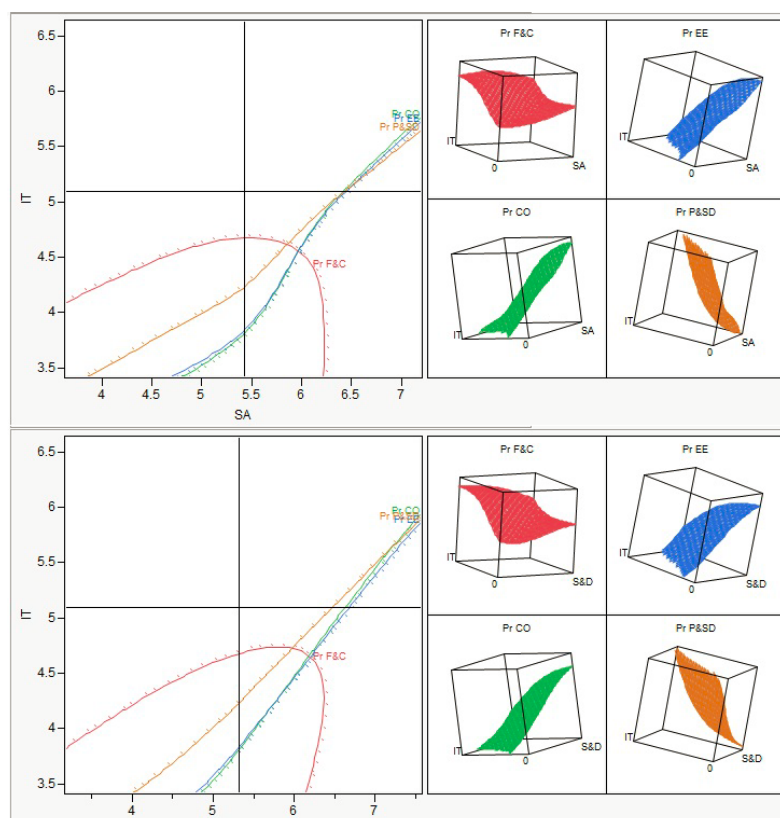 6.5
6
5.5
5
4.5
4
3.5
IT
Pr CO
Pr EE
Pr P&SD
Pr F&C
4
4.5
5
5.5
6
6.5
7
SA
Pr F&C
IT
0
SA
Pr EE
IT
0
SA
Pr CO
IT
0
SA
Pr P&SD
IT
0
SA
6.5
6
5.5
5
4.5
4
3.5
IT
Pr CO
Pr EE
Pr F&C
4
5
6
7
Pr F&C
IT
0
S&D
Pr EE
IT
0
S&D
Pr CO
IT
0
S&D
Pr P&SD
IT
0
S&D